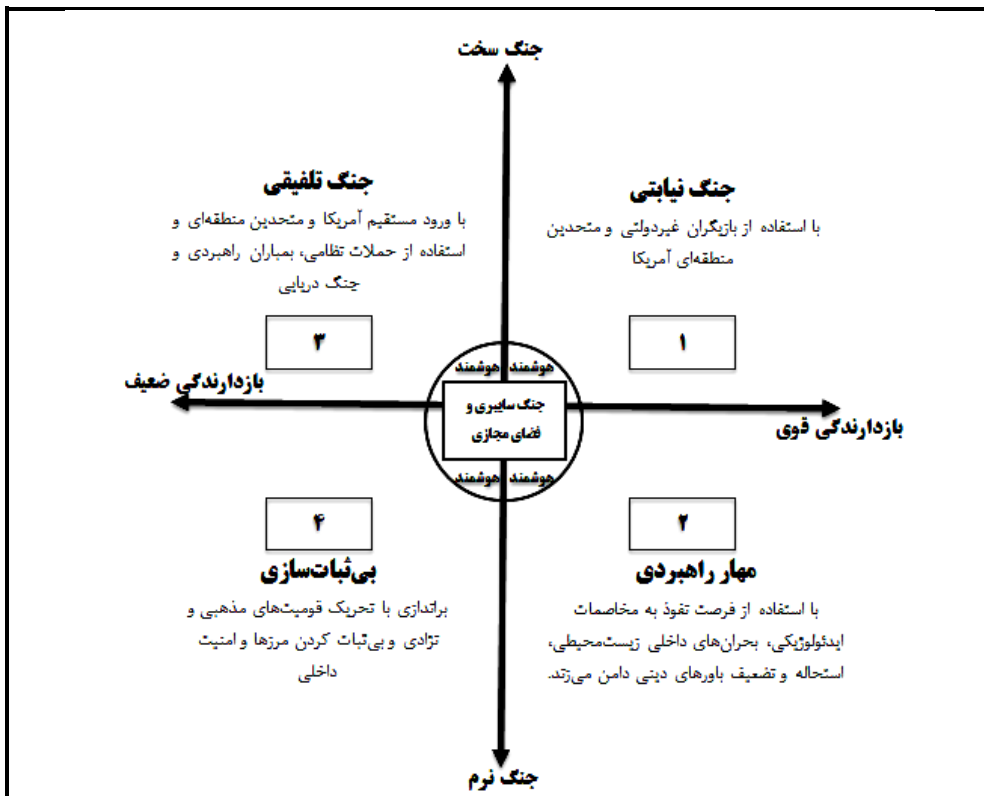 جنگ سخت
جنگ نیابتی
با استفاده از بازیگران غیردولتی و متحدین
منطقه‌ای آمریکا
۱
جنگ تلفیقی
با ورود مستقیم آمریکا و متحدین منطقه‌ای و
استفاده از حملات نظامی، بمباران راهبردی و
جنگ دریایی
۳
هوشمند هوشمند
بازدارندگی قوی
جنگ سایبری و
فضای مجازی
بازدارندگی ضعیف
هوشمند هوشمند
۲
مهار راهبردی
با استفاده از فرصت نفوذ به مخاصمات
ایدئولوژیکی، بحران‌های داخلی زیست‌محیطی،
استحاله و تضعیف باورهای دینی دامن می‌زند.
۴
بی‌ثبات‌سازی
براندازی با تحریک قومیت‌های مذهبی و
نژادی و بی‌ثبات کردن مرزها و امنیت
داخلی
جنگ نرم